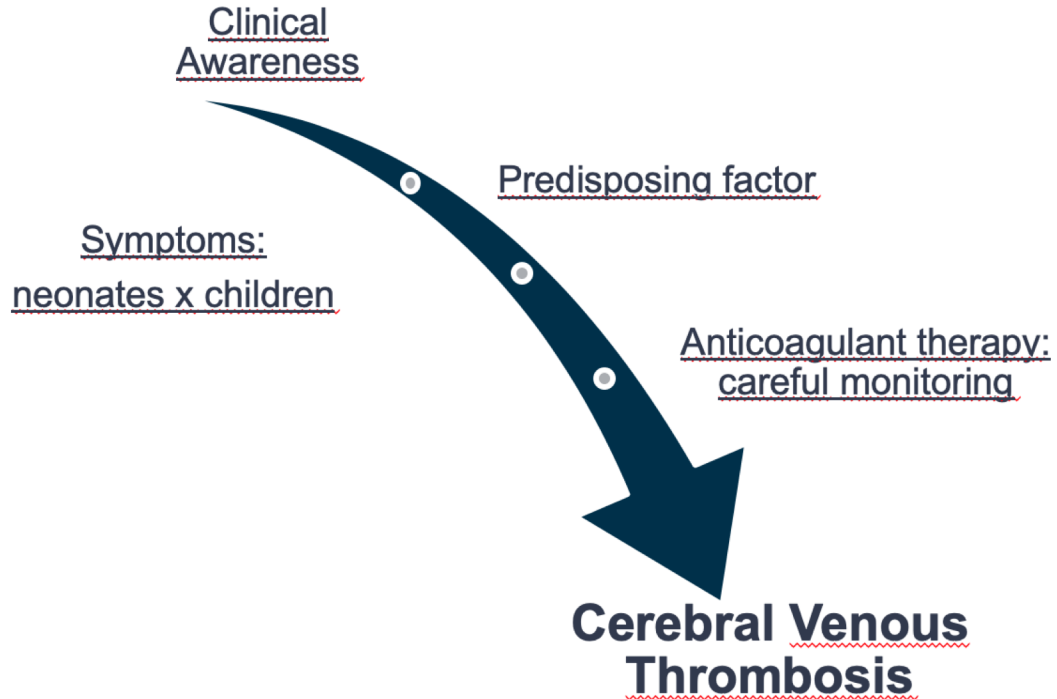 Clinical
Awareness
Predisposing factor
Symptoms:
neonates x children
Anticoagulant therapy:
careful monitoring
Cerebral Venous
Thrombosis